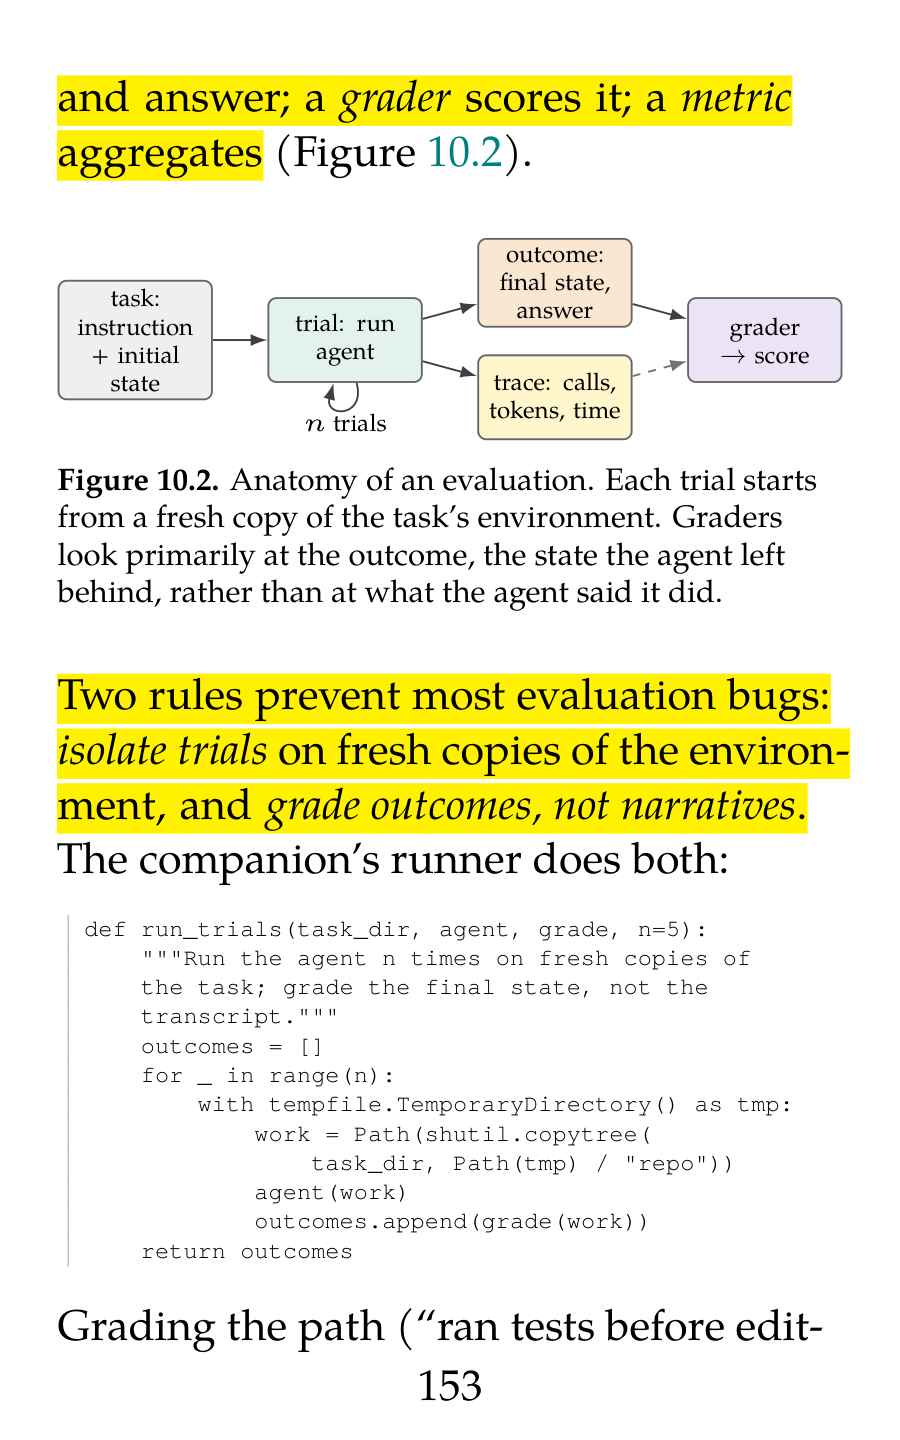 and answer; a grader scores it; a metric
aggregates (Figure 10.2).
task:
instruction
+ initial
state
trial: run
agent
n trials
outcome:
final state,
answer
trace: calls,
tokens, time
grader
→ score
Figure 10.2. Anatomy of an evaluation. Each trial starts
from a fresh copy of the task’s environment. Graders
look primarily at the outcome, the state the agent left
behind, rather than at what the agent said it did.
Two rules prevent most evaluation bugs:
isolate trials on fresh copies of the environ-
ment, and grade outcomes, not narratives.
The companion’s runner does both:
def run_trials(task_dir, agent, grade, n=5):
    """Run the agent n times on fresh copies of
    the task; grade the final state, not the
    transcript."""
    outcomes = []
    for _ in range(n):
        with tempfile.TemporaryDirectory() as tmp:
            work = Path(shutil.copytree(
                task_dir, Path(tmp) / "repo"))
            agent(work)
            outcomes.append(grade(work))
    return outcomes
Grading the path (“ran tests before edit-
153